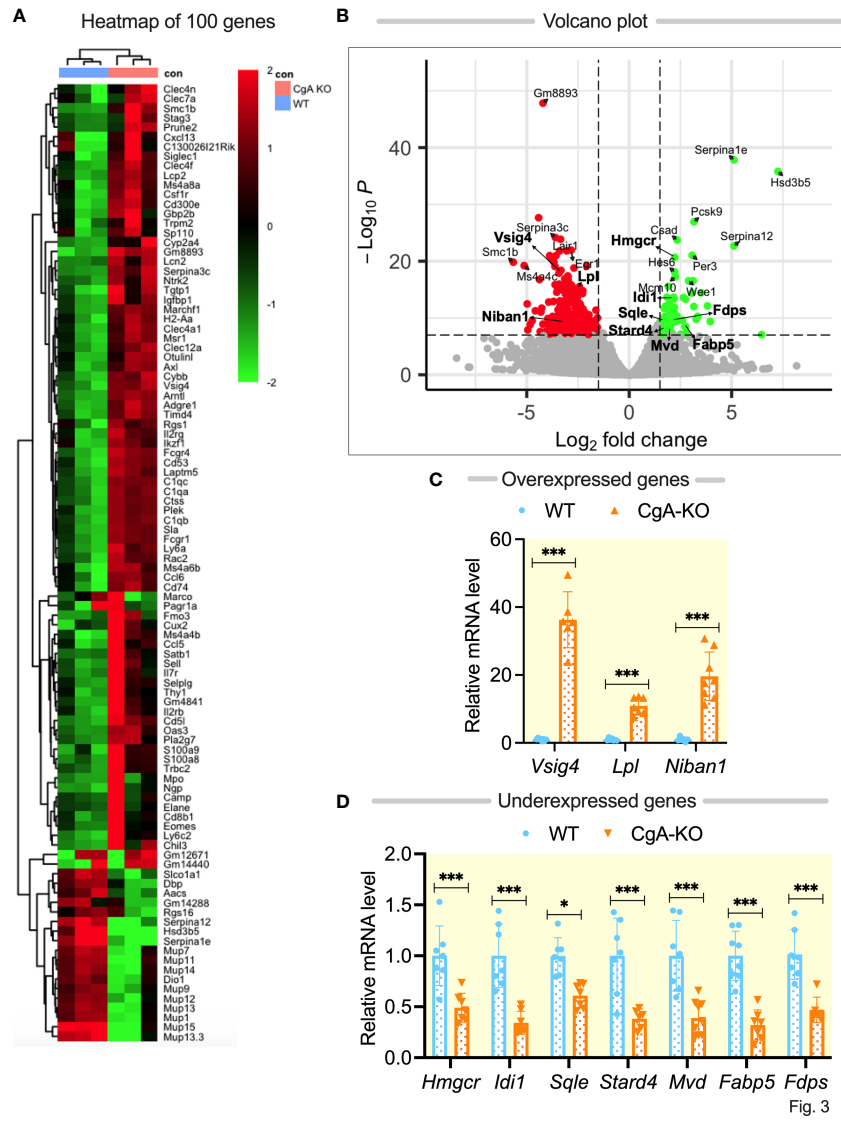 A
Heatmap of 100 genes
con
2
1
0
-1
-2
con
CgA KO
WT
Clec4n
Clec7a
Smc1b
Stag3
Prune2
Cxcl13
C130026I21Rik
Siglec1
Clec4f
Lcp2
Ms4a8a
Csf1r
Cd300e
Gbp2b
Trpm2
Sp110
Cyp2a4
Gm8893
Lcn2
Serpina3c
Ntrk2
Tgtp1
Igfbp1
Marchf1
H2-Aa
Clec4a1
Msr1
Clec12a
Otulinl
Axl
Cybb
Vsig4
Arntl
Adgre1
Timd4
Rgs1
Il2rg
Ikzf1
Fcgr4
Cd53
Laptm5
C1qc
C1qa
Ctss
Plek
C1qb
Sla
Fcgr1
Ly6a
Rac2
Ms4a6b
Ccl6
Cd74
Marco
Pagr1a
Fmo3
Cux2
Ms4a4b
Ccl5
Satb1
Sell
Il7r
Selplg
Thy1
Gm4841
Il2rb
Cd5l
Oas3
Pla2g7
S100a9
S100a8
Trbc2
Mpo
Ngp
Camp
Elane
Cd8b1
Eomes
Ly6c2
Chil3
Gm12671
Gm14440
Slco1a1
Dbp
Aacs
Gm14288
Rgs16
Serpina12
Hsd3b5
Serpina1e
Mup7
Mup11
Mup14
Dio1
Mup9
Mup12
Mup13
Mup1
Mup15
Mup13.3
B
Volcano plot
− Log10 P
40
20
0
-5
0
5
Log2 fold change
Gm8893
Serpina1e
Hsd3b5
Pcsk9
Serpina3c
Csad
Vsig4
Lair1
Hmgcr
Serpina12
Smc1b
Hes6
Per3
Ms4a4c
Lpl
Mcm10
Wee1
Idi1
Niban1
Sqle
Fdps
Stard4
Mvd
Fabp5
C
Overexpressed genes
WT
CgA-KO
Relative mRNA level
60
40
20
0
***
***
***
Vsig4
Lpl
Niban1
D
Underexpressed genes
WT
CgA-KO
Relative mRNA level
2.0
1.5
1.0
0.5
0.0
***
***
*
***
***
***
***
Hmgcr
Idi1
Sqle
Stard4
Mvd
Fabp5
Fdps
Fig. 3